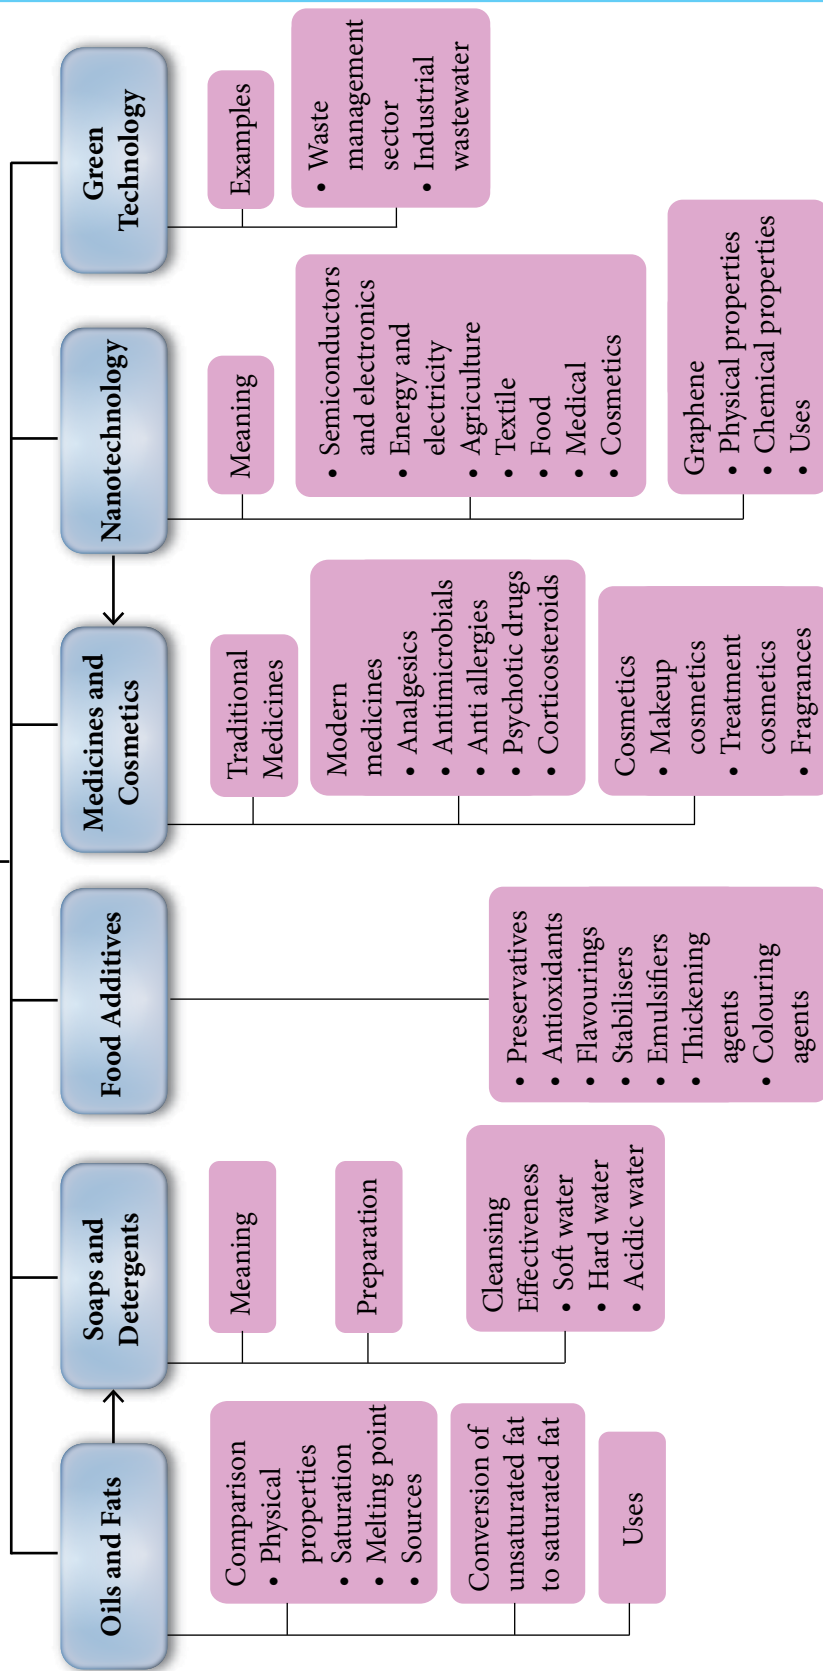 Oils and Fats
Comparison
• Physical
properties
• Saturation
• Melting point
• Sources
Conversion of
unsaturated fat
to saturated fat
Uses
Soaps and
Detergents
Meaning
Preparation
Cleansing
Effectiveness
• Soft water
• Hard water
• Acidic water
Food Additives
• Preservatives
• Antioxidants
• Flavourings
• Stabilisers
• Emulsifiers
• Thickening
agents
• Colouring
agents
Medicines and
Cosmetics
Traditional
Medicines
Modern
medicines
• Analgesics
• Antimicrobials
• Anti allergies
• Psychotic drugs
• Corticosteroids
Cosmetics
• Makeup
cosmetics
• Treatment
cosmetics
• Fragrances
Nanotechnology
Meaning
• Semiconductors
and electronics
• Energy and
electricity
• Agriculture
• Textile
• Food
• Medical
• Cosmetics
Graphene
• Physical properties
• Chemical properties
• Uses
Green
Technology
Examples
• Waste
management
sector
• Industrial
wastewater